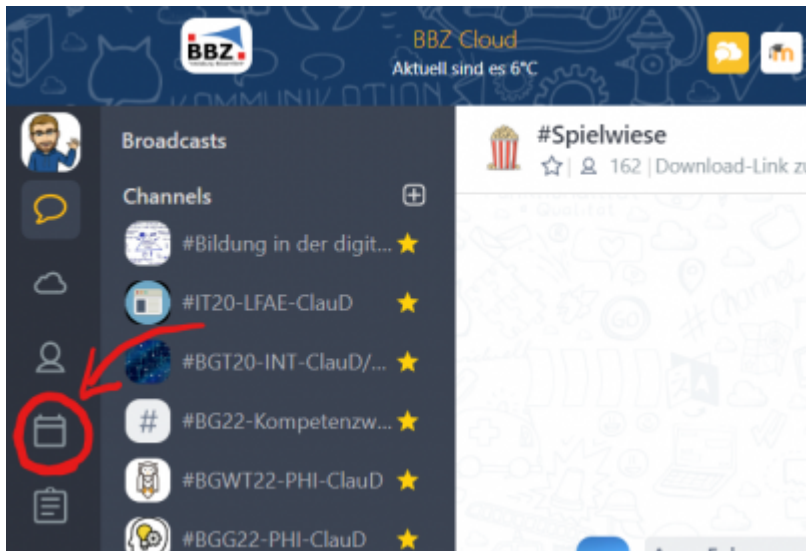 BBZ
BBZ Cloud
Aktuell sind es 6°C
KOMMUNIKATION
Broadcasts
#Spielwiese
162 | Download-Link zu
Channels
#Bildung in der digit...
#IT20-LFAE-ClauD
#BGT20-INT-ClauD/...
#BG22-Kompetenzw...
#BGWT22-PHI-ClauD
#BGG22-PHI-ClauD